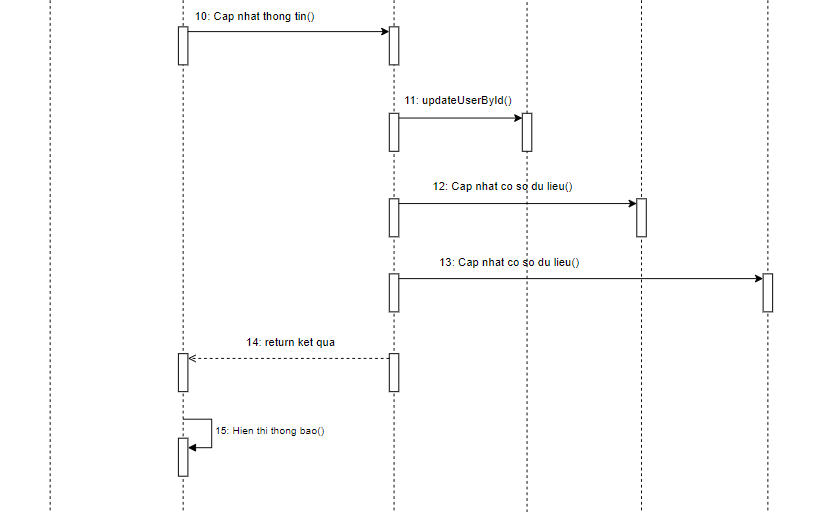 10: Cap nhat thong tin()
11: updateUserById()
12: Cap nhat co so du lieu()
13: Cap nhat co so du lieu()
14: return ket qua
15: Hien thi thong bao()